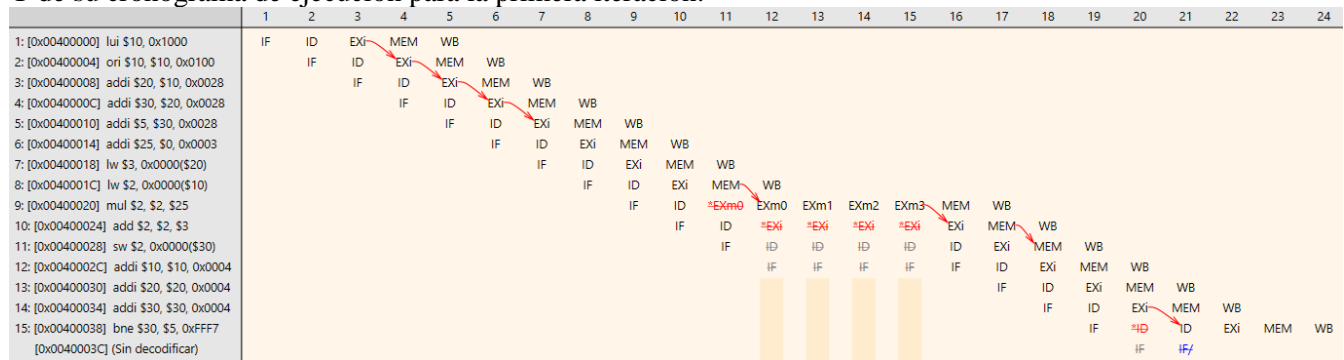 1 de su cronograma de ejecución para la primera iteración.
1 2 3 4 5 6 7 8 9 10 11 12 13 14 15 16 17 18 19 20 21 22 23 24
1: [0x00400000] lui $10, 0x1000 IF ID EXi MEM WB
2: [0x00400004] ori $10, $10, 0x0100 IF ID EXi MEM WB
3: [0x00400008] addi $20, $10, 0x0028 IF ID EXi MEM WB
4: [0x0040000C] addi $30, $20, 0x0028 IF ID EXi MEM WB
5: [0x00400010] addi $5, $30, 0x0028 IF ID EXi MEM WB
6: [0x00400014] addi $25, $0, 0x0003 IF ID EXi MEM WB
7: [0x00400018] lw $3, 0x0000($20) IF ID EXi MEM WB
8: [0x0040001C] lw $2, 0x0000($10) IF ID EXi MEM WB
9: [0x00400020] mul $2, $2, $25 IF ID *EXm0 EXm0 EXm1 EXm2 EXm3 MEM WB
10: [0x00400024] add $2, $2, $3 IF ID *EXi *EXi *EXi *EXi EXi MEM WB
11: [0x00400028] sw $2, 0x0000($30) IF ID ID ID ID ID EXi MEM WB
12: [0x0040002C] addi $10, $10, 0x0004 IF IF IF IF IF ID EXi MEM WB
13: [0x00400030] addi $20, $20, 0x0004 IF ID EXi MEM WB
14: [0x00400034] addi $30, $30, 0x0004 IF ID EXi MEM WB
15: [0x00400038] bne $30, $5, 0xFFF7 IF *ID ID EXi MEM WB
[0x0040003C] (Sin decodificar) IF IF/